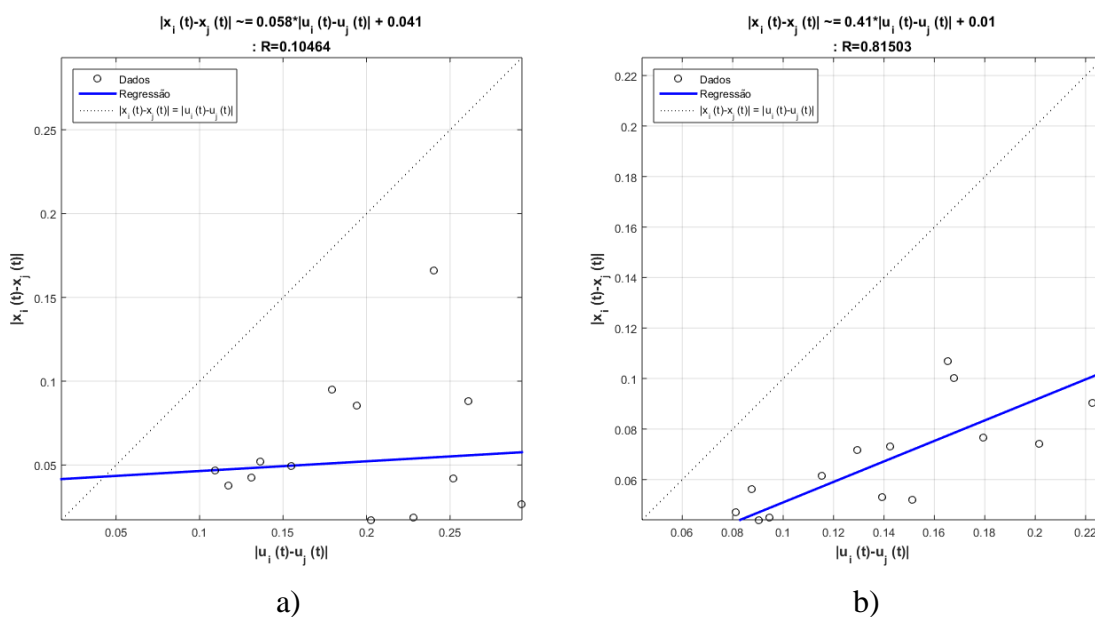 |x_i (t)-x_j (t)| ~= 0.058*|u_i (t)-u_j (t)| + 0.041
: R=0.10464
Dados
Regressão
|x_i (t)-x_j (t)| = |u_i (t)-u_j (t)|
0.25
0.2
0.15
0.1
0.05
|x_i (t)-x_j (t)|
0.05
0.1
0.15
0.2
0.25
|u_i (t)-u_j (t)|
a)
|x_i (t)-x_j (t)| ~= 0.41*|u_i (t)-u_j (t)| + 0.01
: R=0.81503
Dados
Regressão
|x_i (t)-x_j (t)| = |u_i (t)-u_j (t)|
0.22
0.2
0.18
0.16
0.14
0.12
0.1
0.08
0.06
|x_i (t)-x_j (t)|
0.06
0.08
0.1
0.12
0.14
0.16
0.18
0.2
0.22
|u_i (t)-u_j (t)|
b)